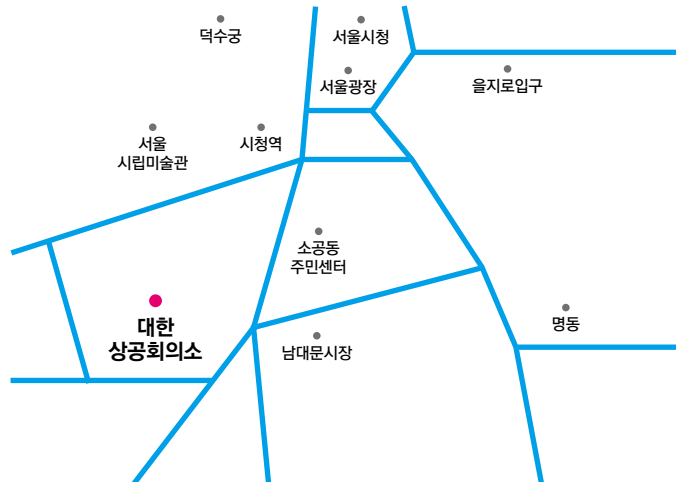 덕수궁
서울시청
서울광장
을지로입구
서울
시립미술관
시청역
소공동
주민센터
대한
상공회의소
남대문시장
명동